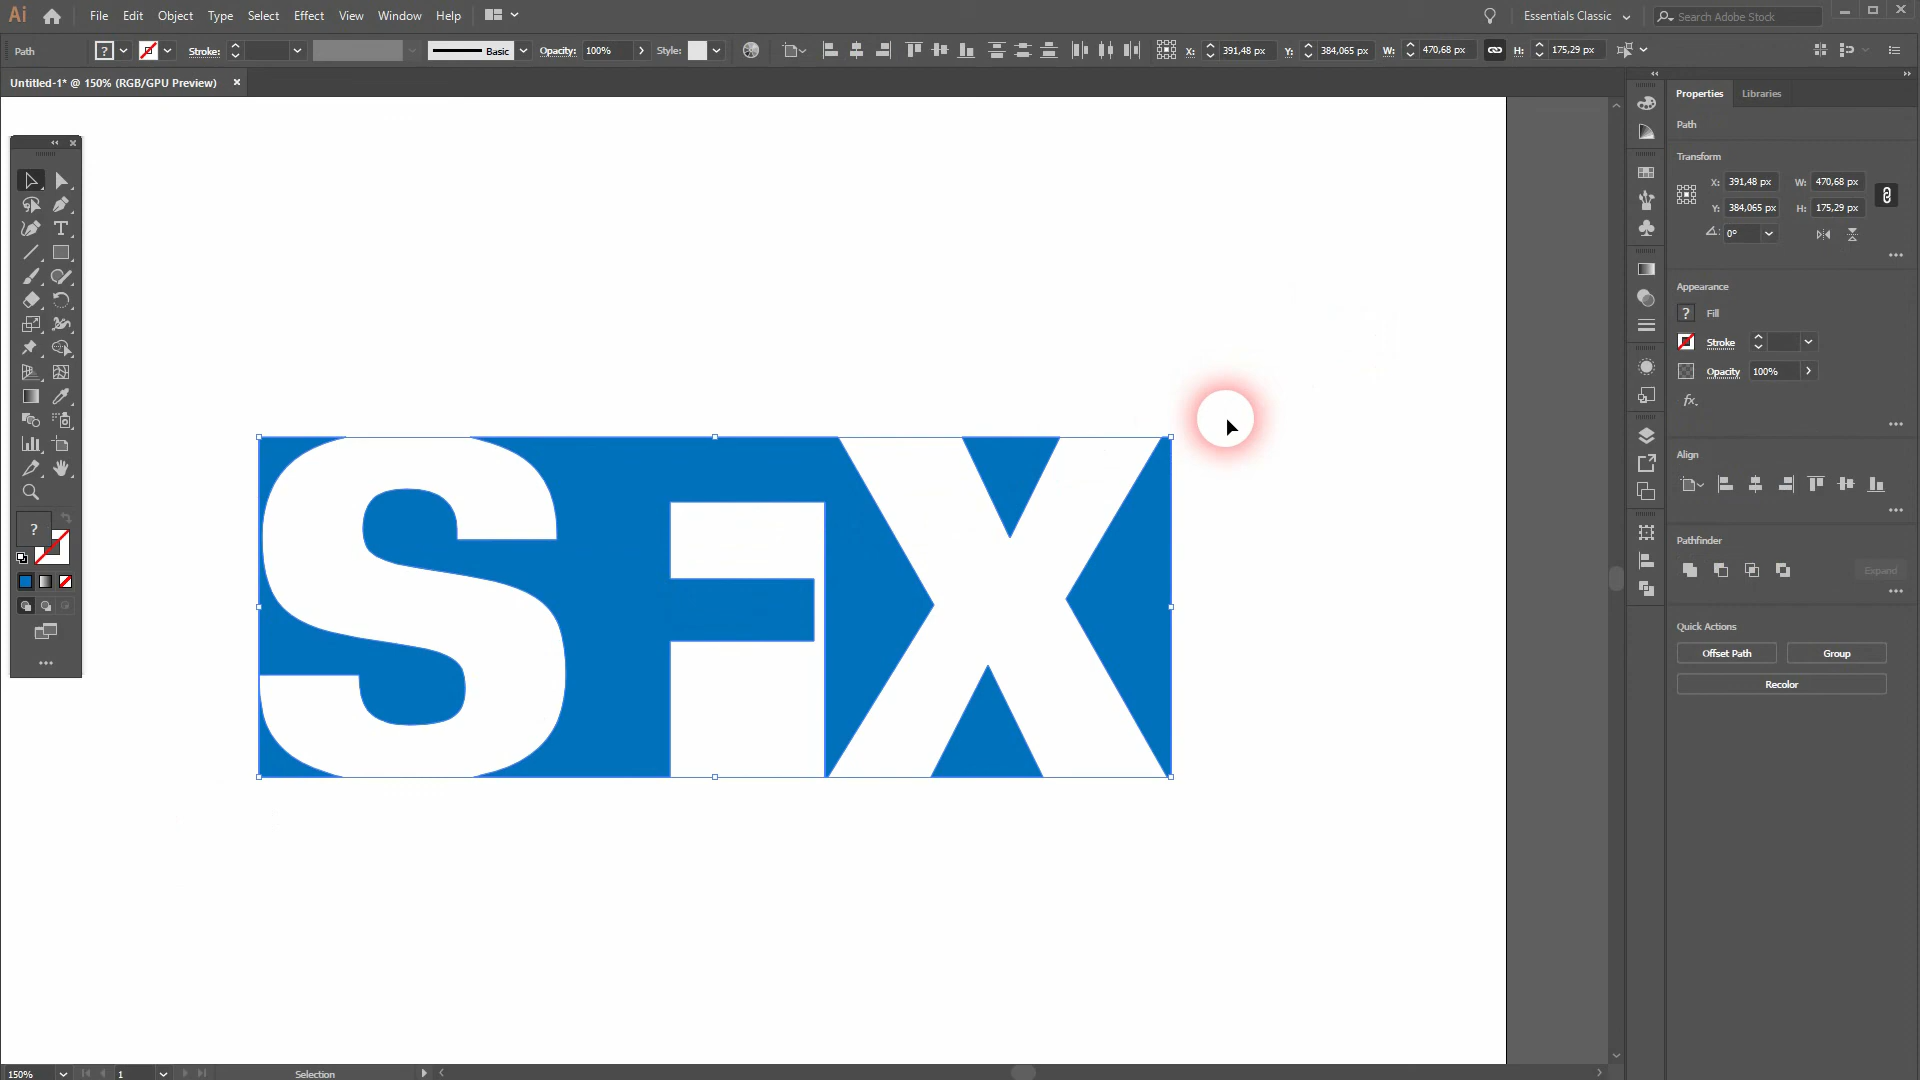 Ai File Edit Object Type Select Effect View Window Help Essentials Classic Search Adobe Stock
Path ? Stroke: Basic Opacity: 100% Style: X: 391,48 px Y: 384,065 px W: 470,68 px H: 175,29 px
Untitled-1* @ 150% (RGB/GPU Preview)
Properties Libraries
Path
Transform
X: 391,48 px W: 470,68 px
Y: 384,065 px H: 175,29 px
0°
Appearance
? Fill
Stroke
Opacity 100%
fx.
Align
Pathfinder
Expand
Quick Actions
Offset Path Group
Recolor
T
?
SFX
150% 1 Selection